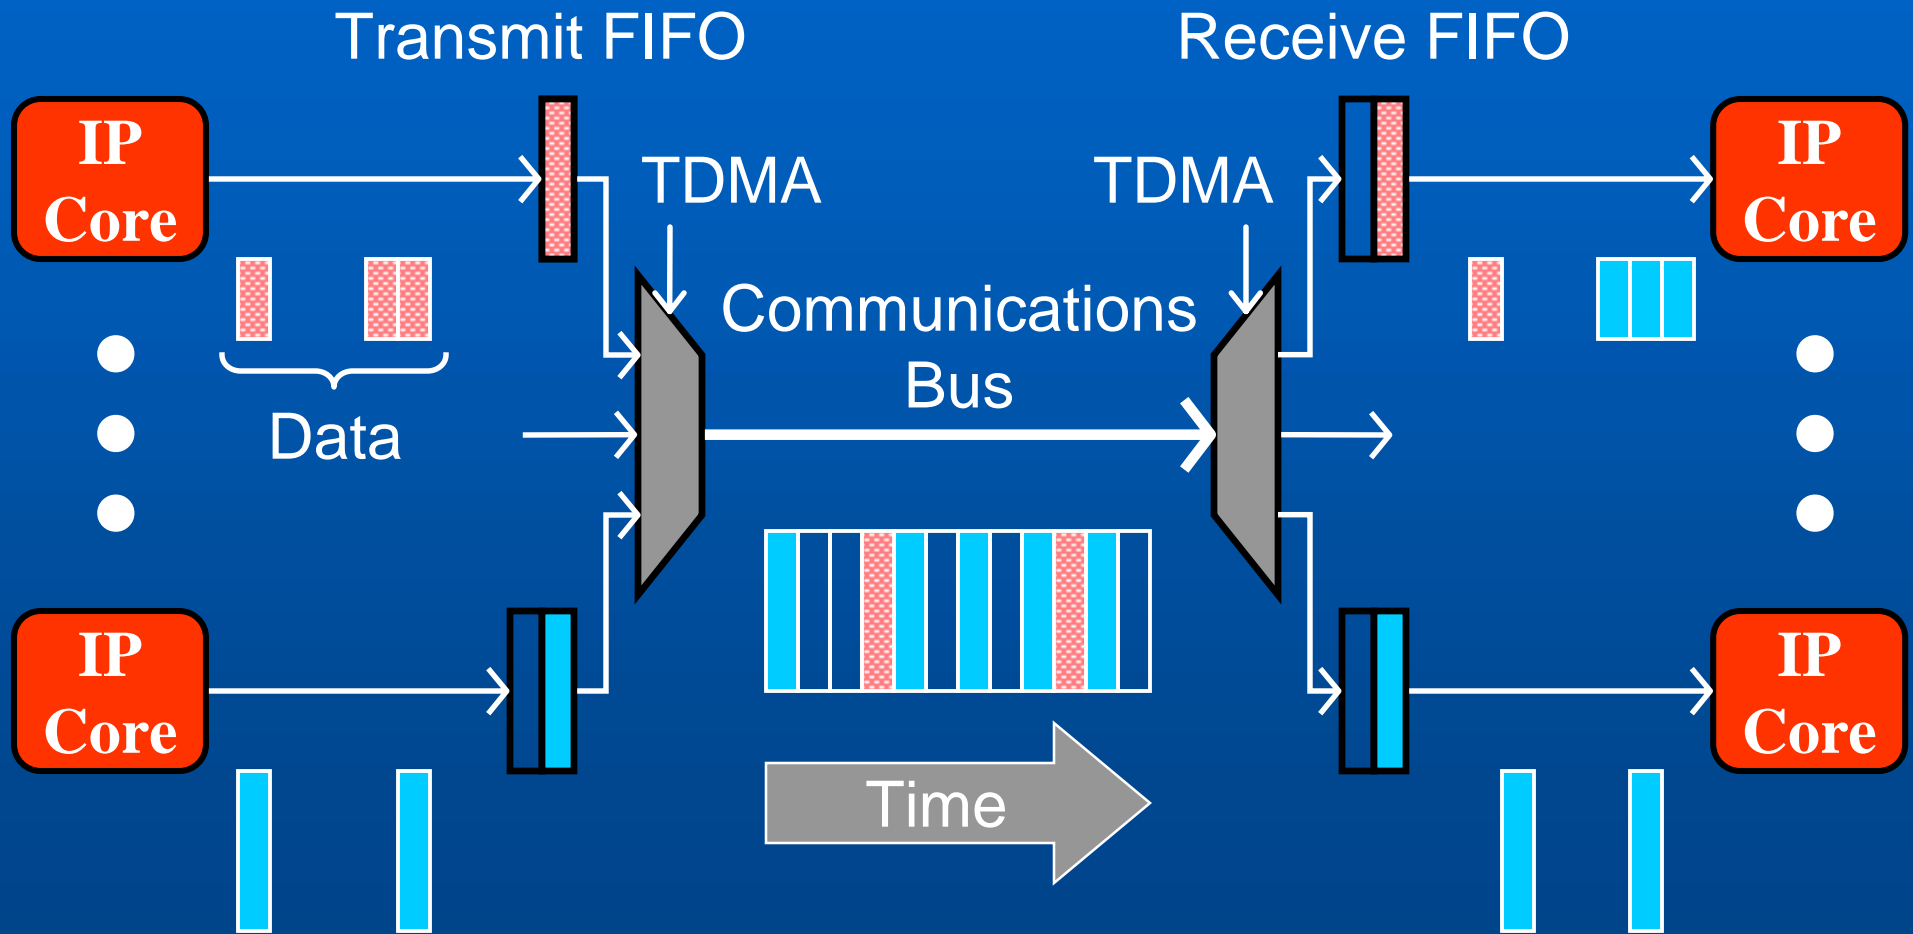 Transmit FIFO
Receive FIFO
IP
Core
TDMA
TDMA
IP
Core
Communications
Bus
Data
IP
Core
IP
Core
Time